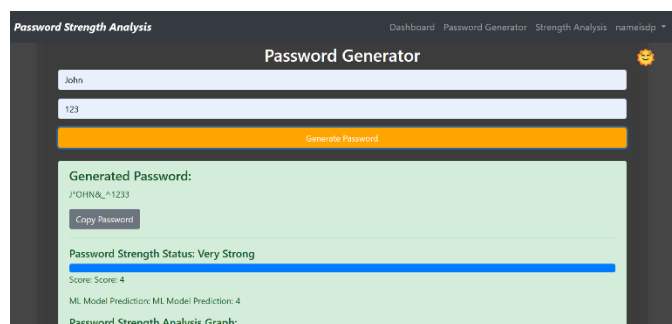 Password Strength Analysis
Dashboard Password Generator Strength Analysis nameisdp
Password Generator
John
123
Generate Password
Generated Password:
J"OHN&_^1233
Copy Password
Password Strength Status: Very Strong
Score: Score: 4
ML Model Prediction: ML Model Prediction: 4
Password Strength Analysis Graph: